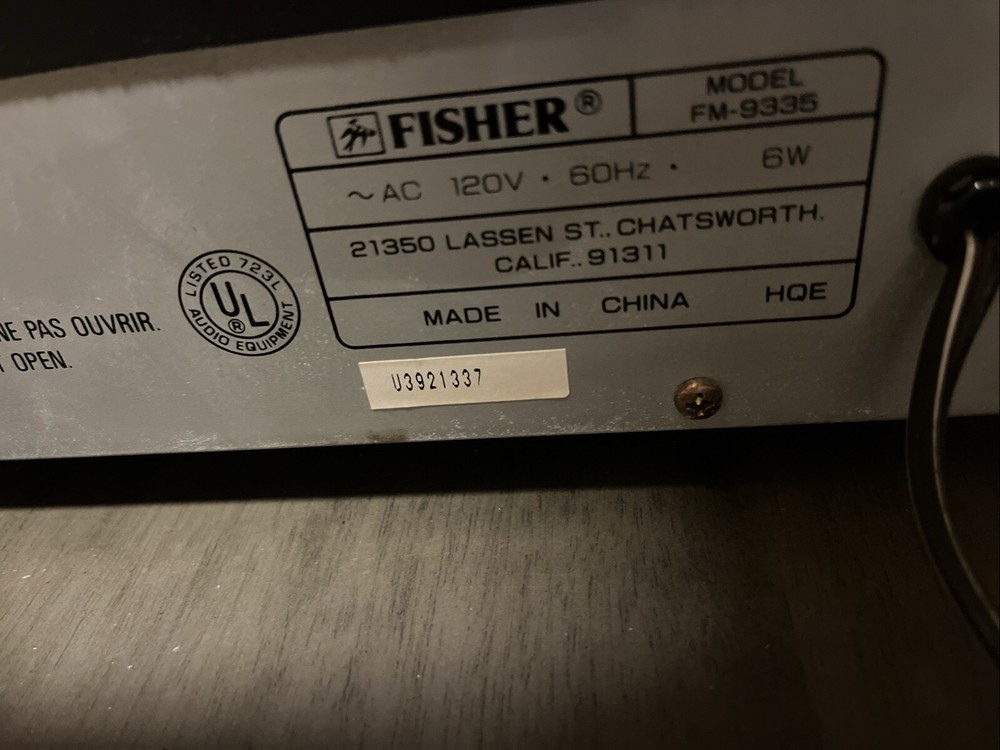 FISHER®
MODEL
FM-9335
~ AC 120V · 60Hz · 6W
21350 LASSEN ST., CHATSWORTH,
CALIF., 91311
MADE IN CHINA HQE
LISTED 723L
UL®
AUDIO EQUIPMENT
NE PAS OUVRIR.
OPEN.
U3921337